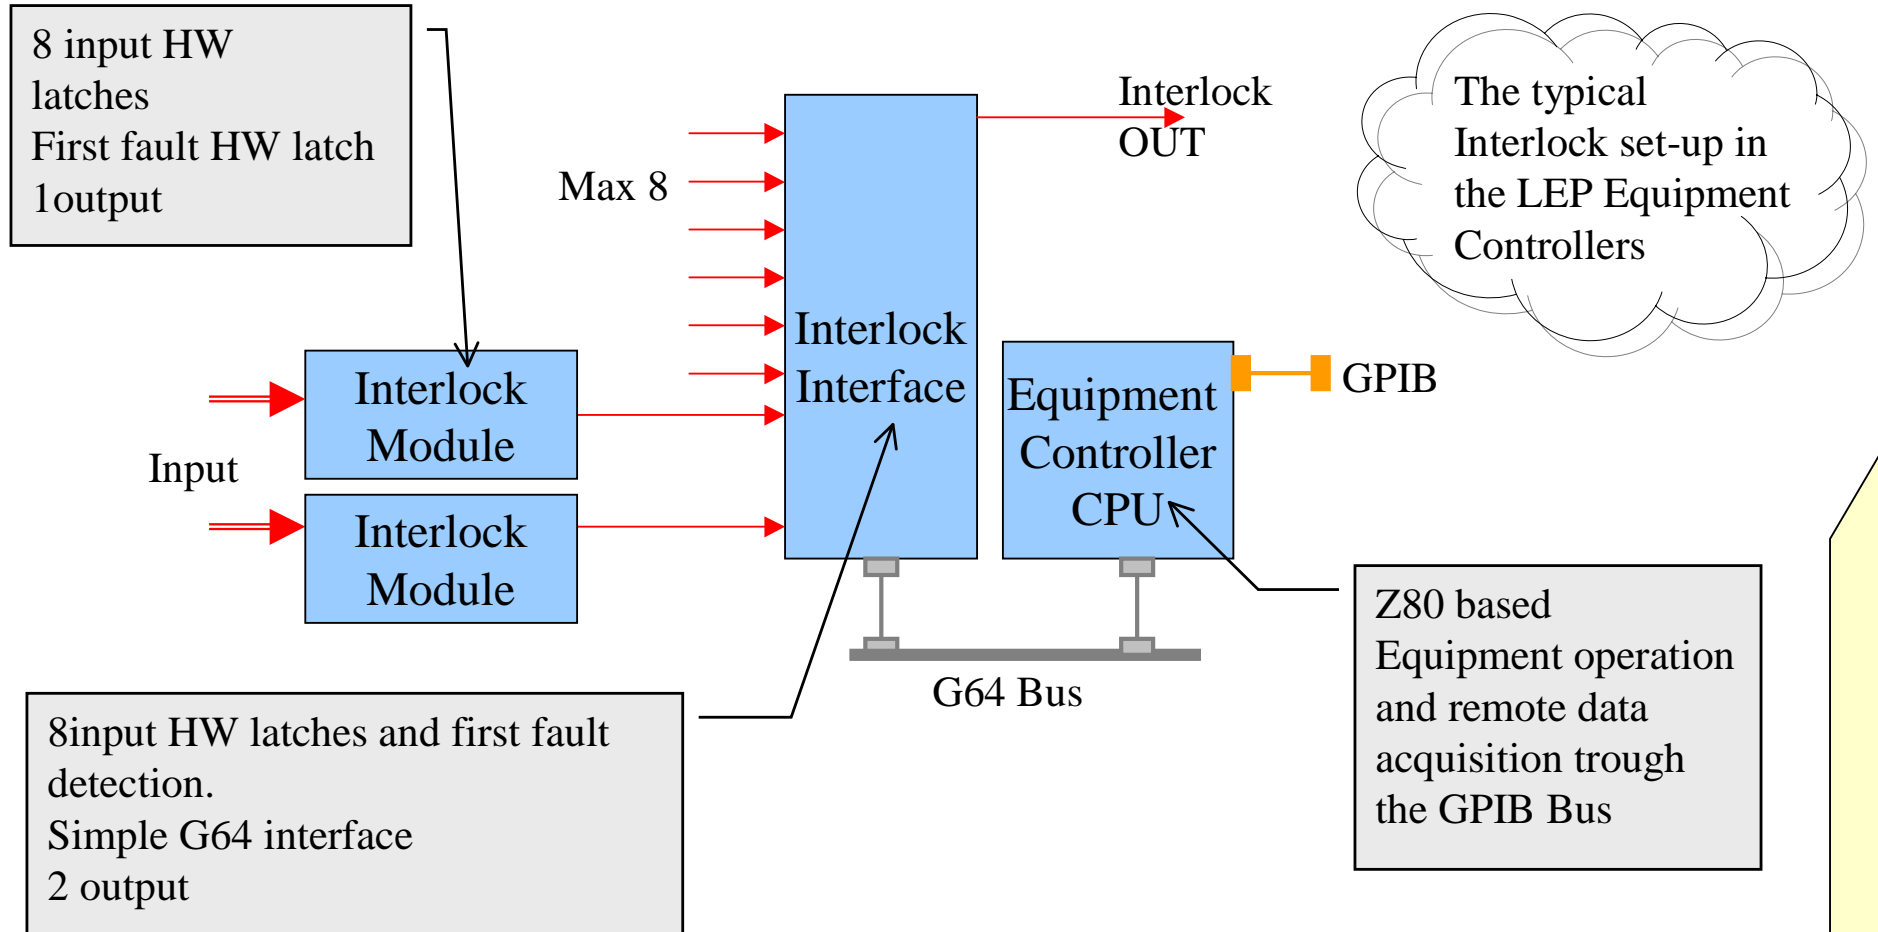 8 input HW
latches
First fault HW latch
1output
Interlock
OUT
The typical
Interlock set-up in
the LEP Equipment
Controllers
Max 8
Interlock
Interface
Interlock
Module
Input
Interlock
Module
Equipment
Controller
CPU
GPIB
G64 Bus
8input HW latches and first fault
detection.
Simple G64 interface
2 output
Z80 based
Equipment operation
and remote data
acquisition trough
the GPIB Bus